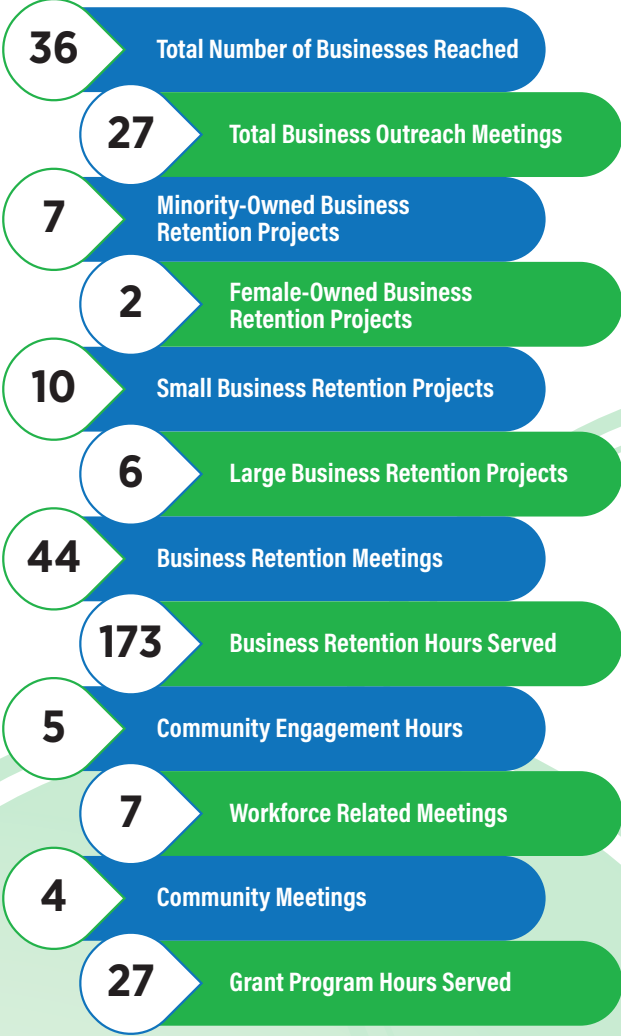 36
Total Number of Businesses Reached
27
Total Business Outreach Meetings
7
Minority-Owned Business
Retention Projects
2
Female-Owned Business
Retention Projects
10
Small Business Retention Projects
6
Large Business Retention Projects
44
Business Retention Meetings
173
Business Retention Hours Served
5
Community Engagement Hours
7
Workforce Related Meetings
4
Community Meetings
27
Grant Program Hours Served